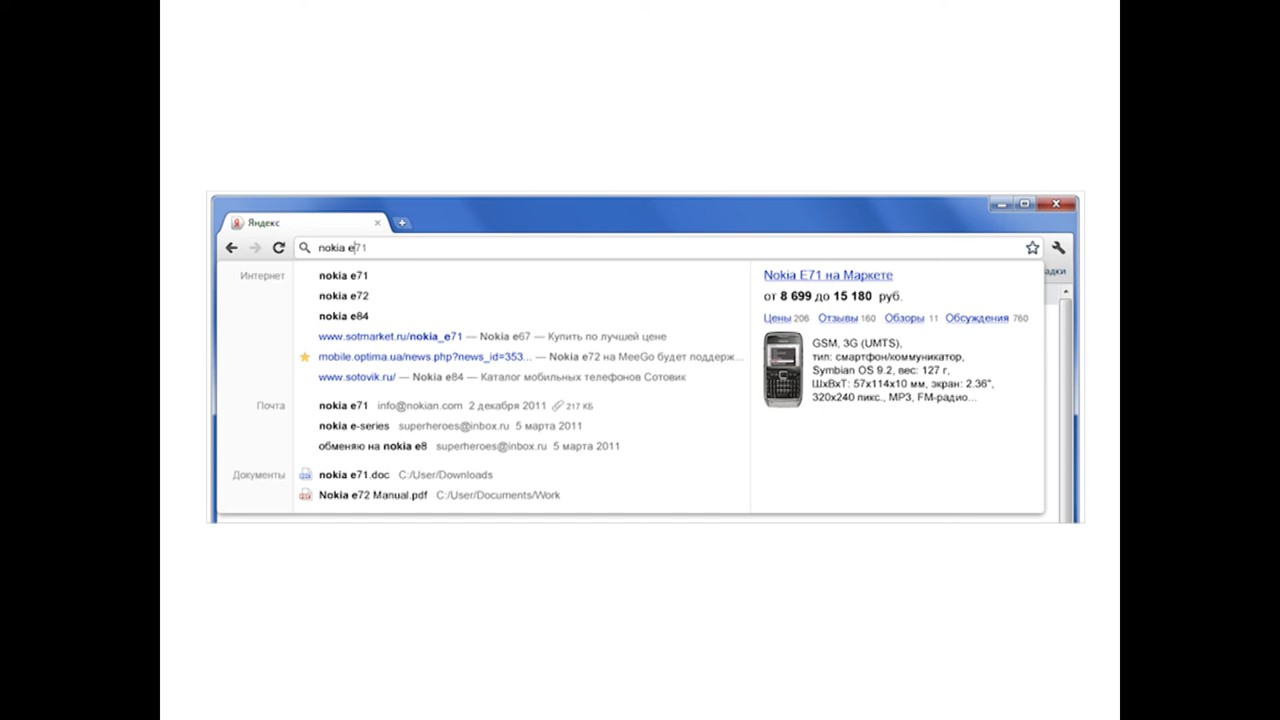 Яндекс
nokia e71
адки
Интернет
nokia e71
nokia e72
nokia e84
www.sotmarket.ru/nokia_e71 — Nokia e67 — Купить по лучшей цене
mobile.optima.ua/news.php?news_id=353... — Nokia e72 на MeeGo будет поддерж...
www.sotovik.ru/ — Nokia e84 — Каталог мобильных телефонов Сотовик
Почта
nokia e71 info@nokian.com 2 декабря 2011 217 КБ
nokia e-series superheroes@inbox.ru 5 марта 2011
обменяю на nokia e8 superheroes@inbox.ru 5 марта 2011
Документы
nokia e71.doc C:/User/Downloads
Nokia e72 Manual.pdf C:/User/Documents/Work
Nokia E71 на Маркете
от 8 699 до 15 180 руб.
Цены 206 Отзывы 160 Обзоры 11 Обсуждения 760
GSM, 3G (UMTS),
тип: смартфон/коммуникатор,
Symbian OS 9.2, вес: 127 г,
ШxВxТ: 57x114x10 мм, экран: 2.36",
320x240 пикс., MP3, FM-радио...